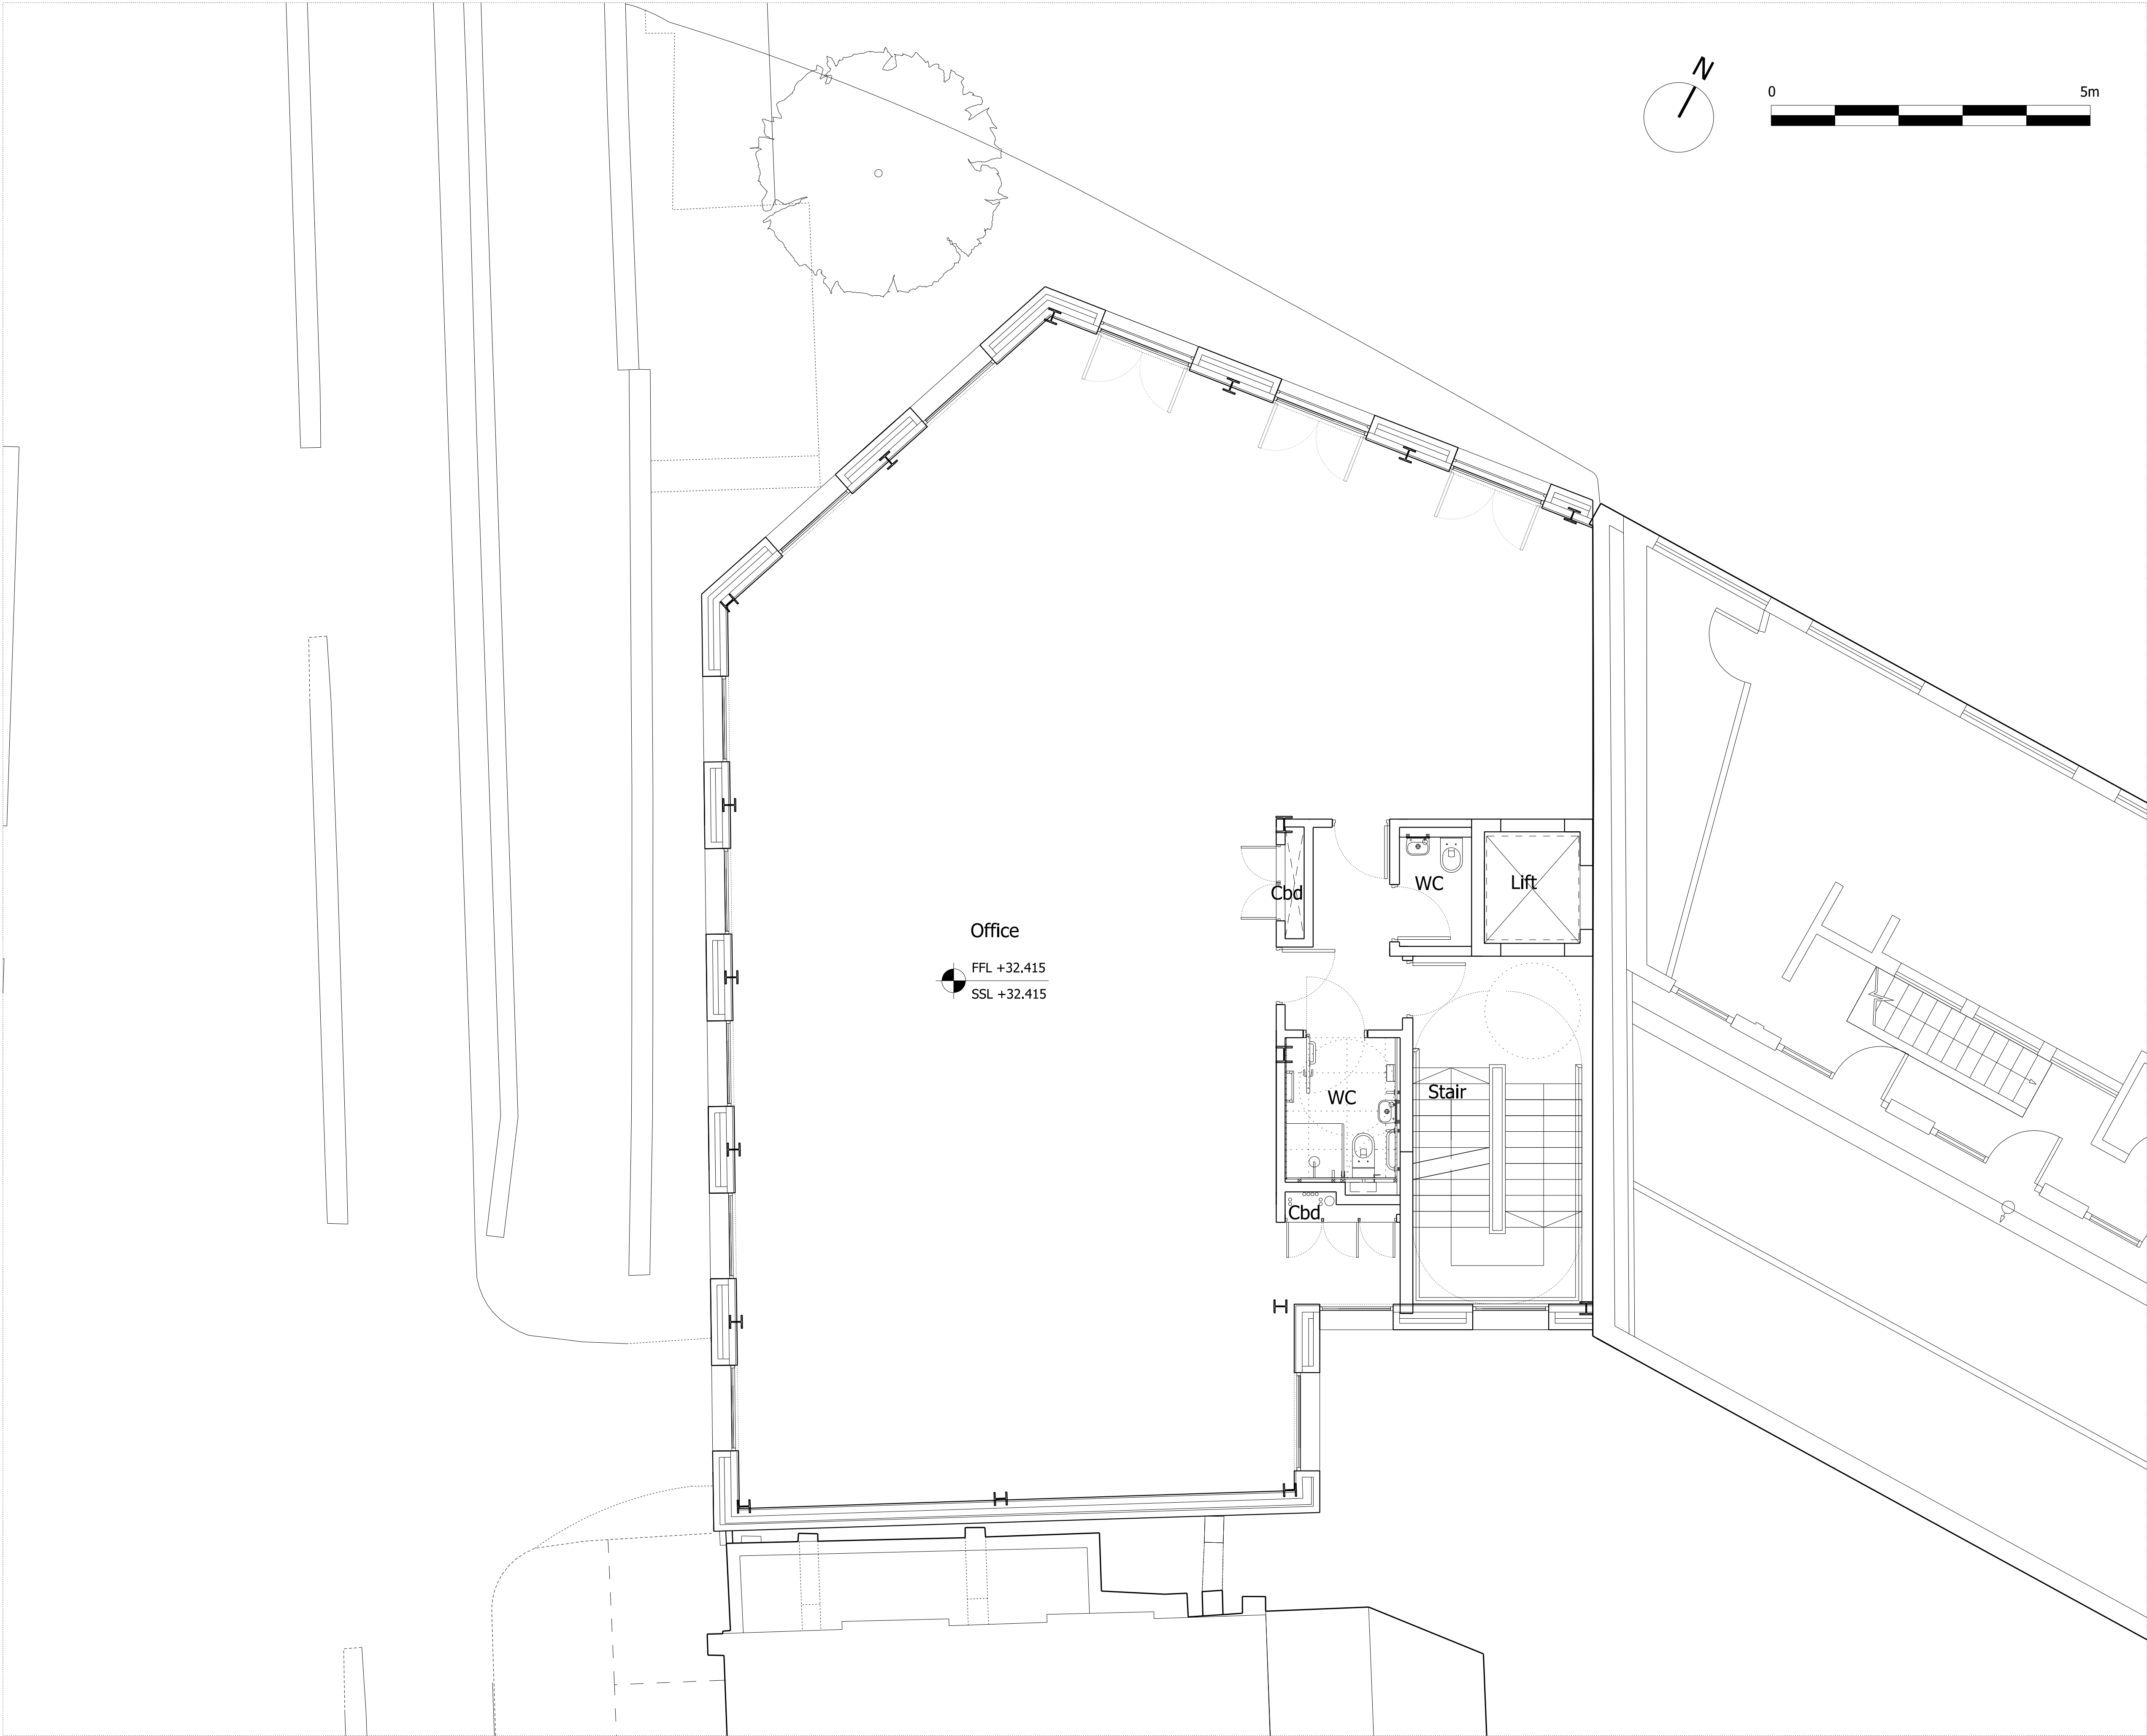 N
0 5m
WC
Lift
Cbd
Office
FFL +32.415
SSL +32.415
WC
Stair
Cbd